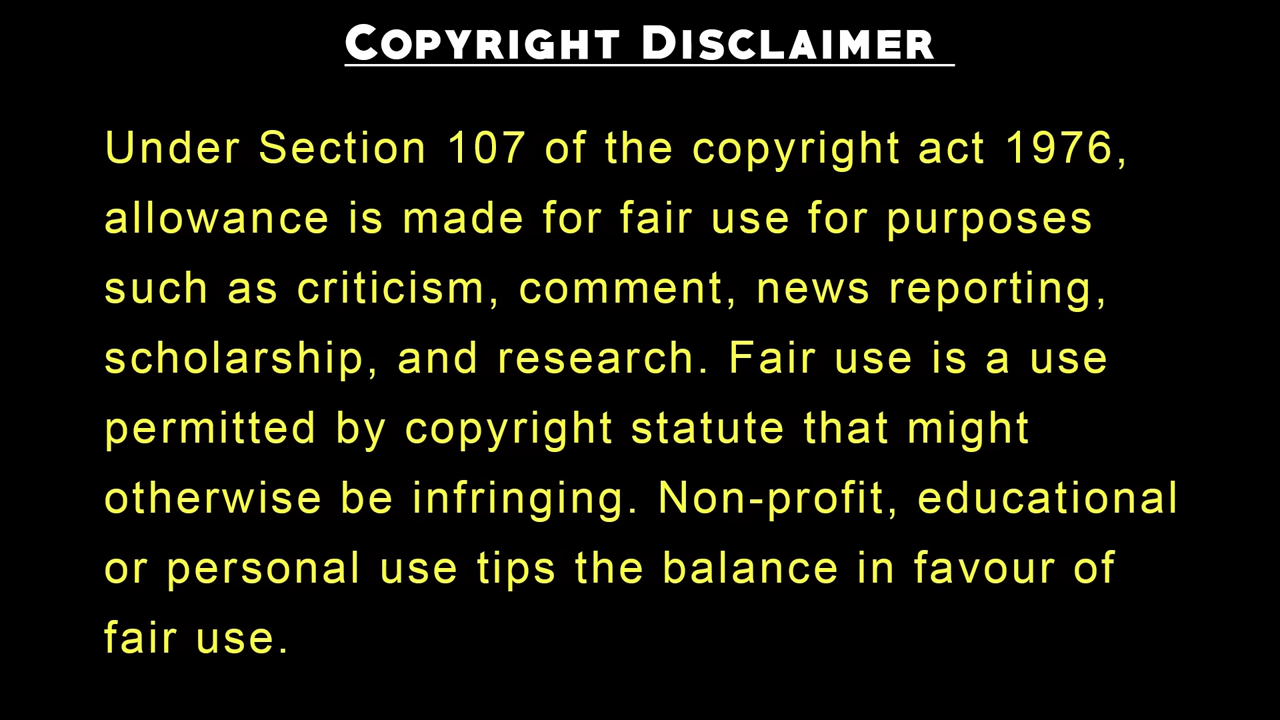 Copyright Disclaimer
Under Section 107 of the copyright act 1976,
allowance is made for fair use for purposes
such as criticism, comment, news reporting,
scholarship, and research. Fair use is a use
permitted by copyright statute that might
otherwise be infringing. Non-profit, educational
or personal use tips the balance in favour of
fair use.